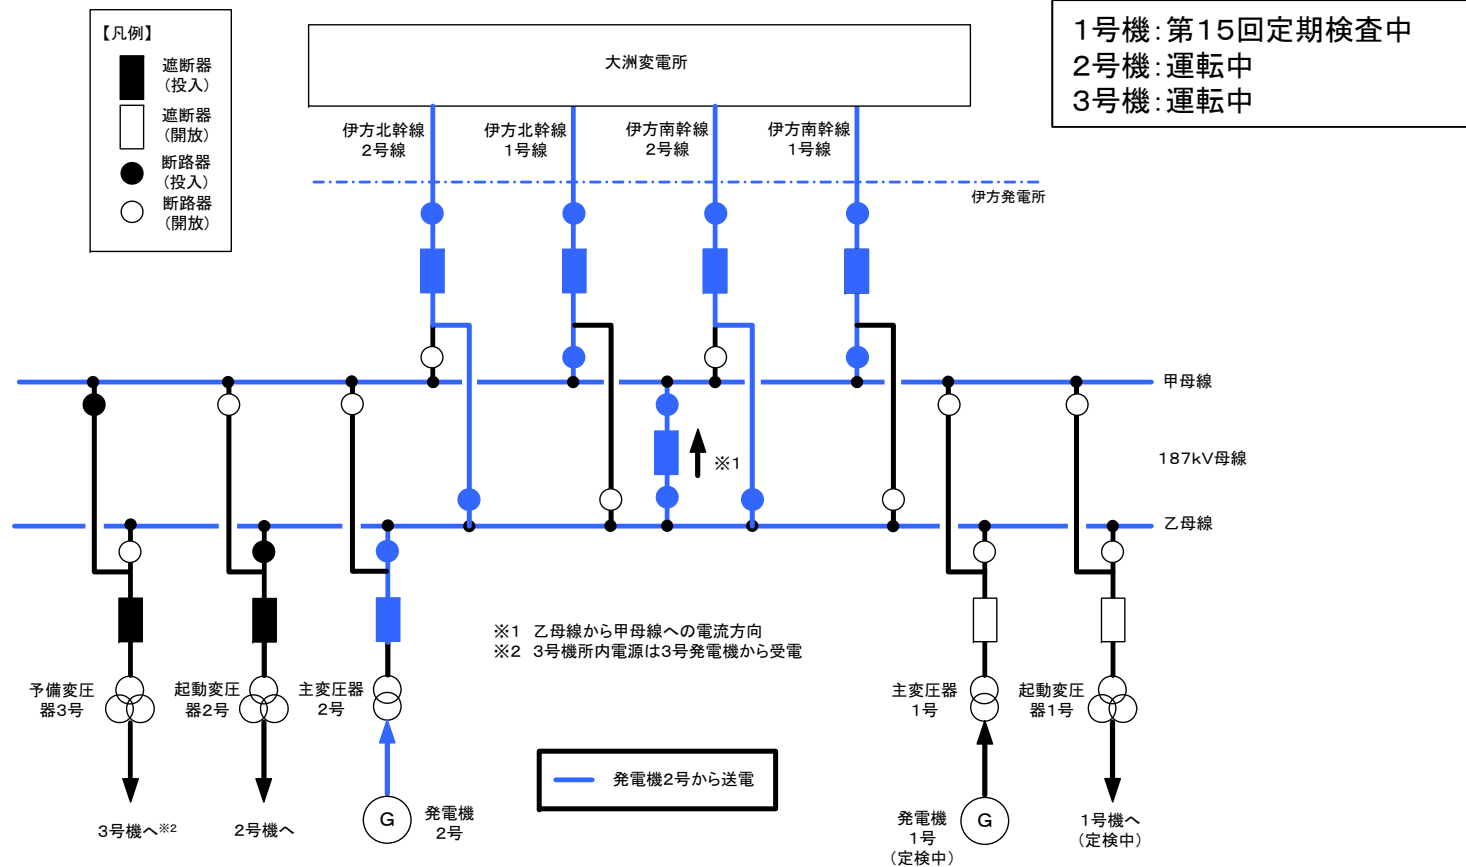 【凡例】
遮断器
(投入)
遮断器
(開放)
断路器
(投入)
断路器
(開放)
大洲変電所
1号機:第15回定期検査中
2号機:運転中
3号機:運転中
伊方北幹線
2号線
伊方北幹線
1号線
伊方南幹線
2号線
伊方南幹線
1号線
伊方発電所
甲母線
※1
187kV母線
乙母線
※1 乙母線から甲母線への電流方向
※2 3号機所内電源は3号発電機から受電
予備変圧
器3号
起動変圧
器2号
主変圧器
2号
主変圧器
1号
起動変圧
器1号
発電機2号から送電
3号機へ※2
2号機へ
G
発電機
2号
発電機
1号
(定検中)
G
1号機へ
(定検中)